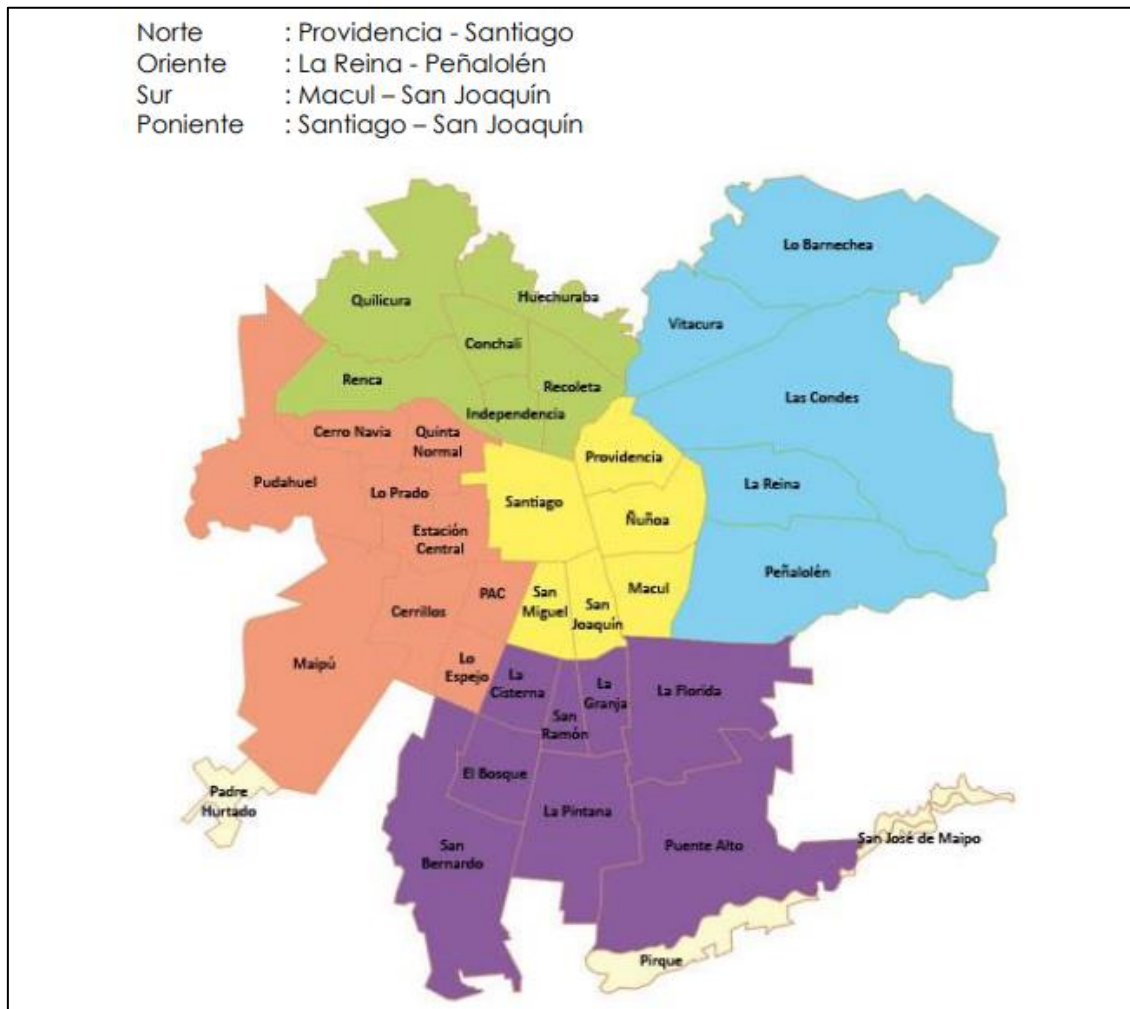 Norte : Providencia - Santiago
Oriente : La Reina - Peñalolén
Sur : Macul – San Joaquín
Poniente : Santiago – San Joaquín
Lo Barnechea
Quilicura
Huechuraba
Vitacura
Conchalí
Renca
Recoleta
Las Condes
Independencia
Cerro Navia
Quinta
Normal
Providencia
Pudahuel
La Reina
Lo Prado
Santiago
Ñuñoa
Estación
Central
Peñalolén
Macul
PAC
San
Miguel
San
Joaquín
Cerrillos
Maipú
Lo
Espejo
La
Cisterna
La
Granja
La Florida
San
Ramón
El Bosque
Padre
Hurtado
La Pintana
San José de Maipo
Puente Alto
San
Bernardo
Pirque